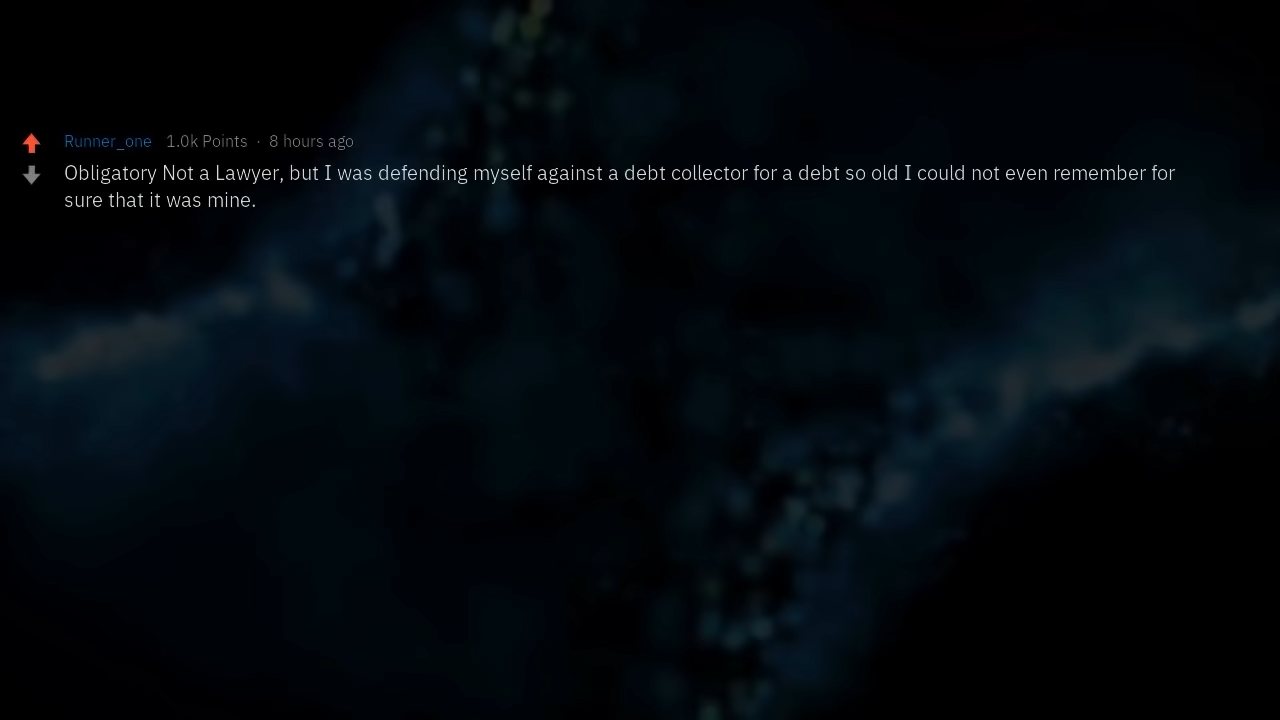 Runner_one 1.0k Points · 8 hours ago
Obligatory Not a Lawyer, but I was defending myself against a debt collector for a debt so old I could not even remember for
sure that it was mine.